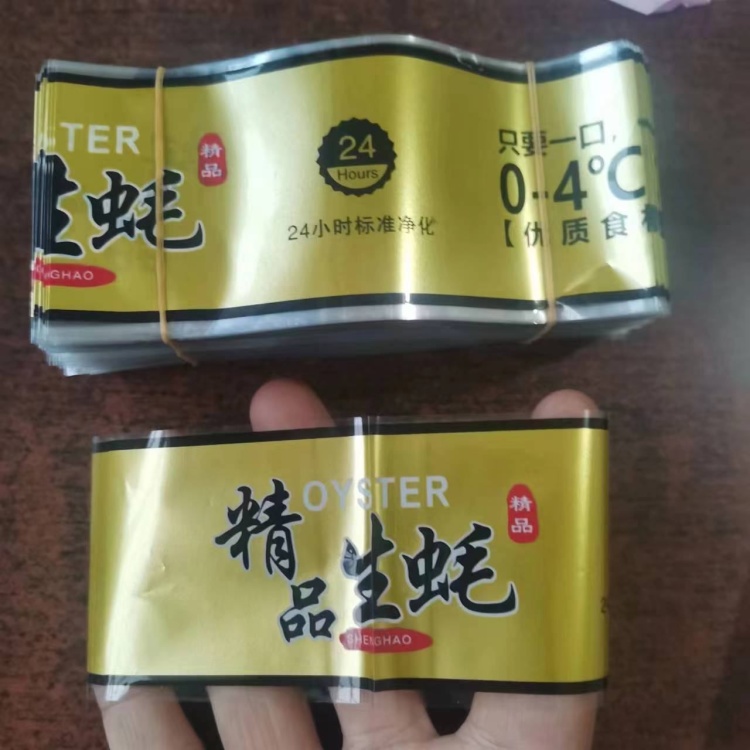 TER
精品
生蚝
NGHAO
24
Hours
24小时标准净化
只要一口,
0-4℃
【优质食
OYSTER
精品
精品生蚝
SHENGHAO